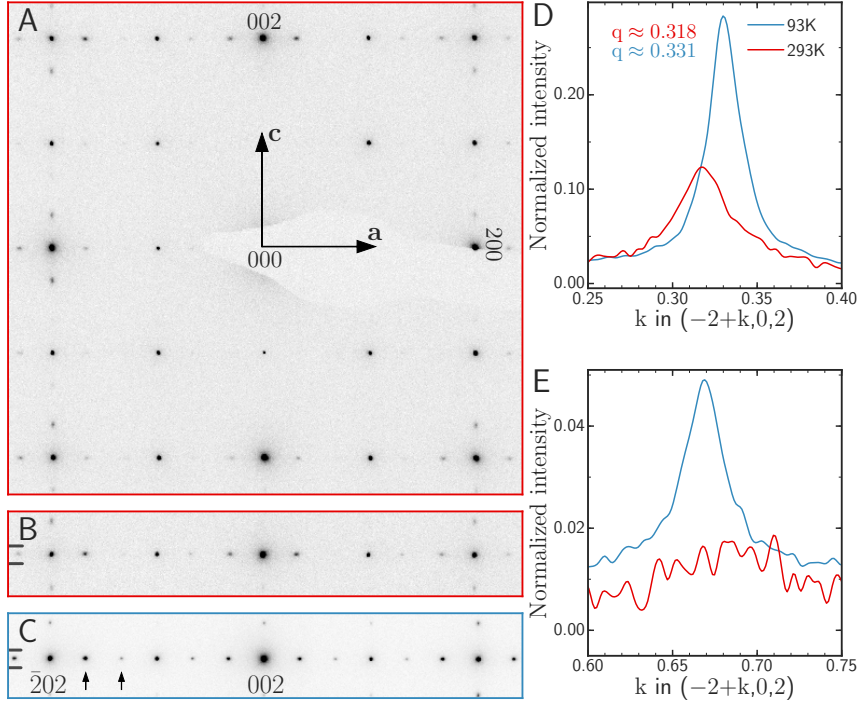 A
002
c
a
000
200
B
C
2̄02
002
D
Normalized intensity
q ≈ 0.318
q ≈ 0.331
93K
293K
0.20
0.10
0.00
0.25
0.30
0.35
0.40
k in (−2+k,0,2)
E
Normalized intensity
0.04
0.02
0.00
0.60
0.65
0.70
0.75
k in (−2+k,0,2)